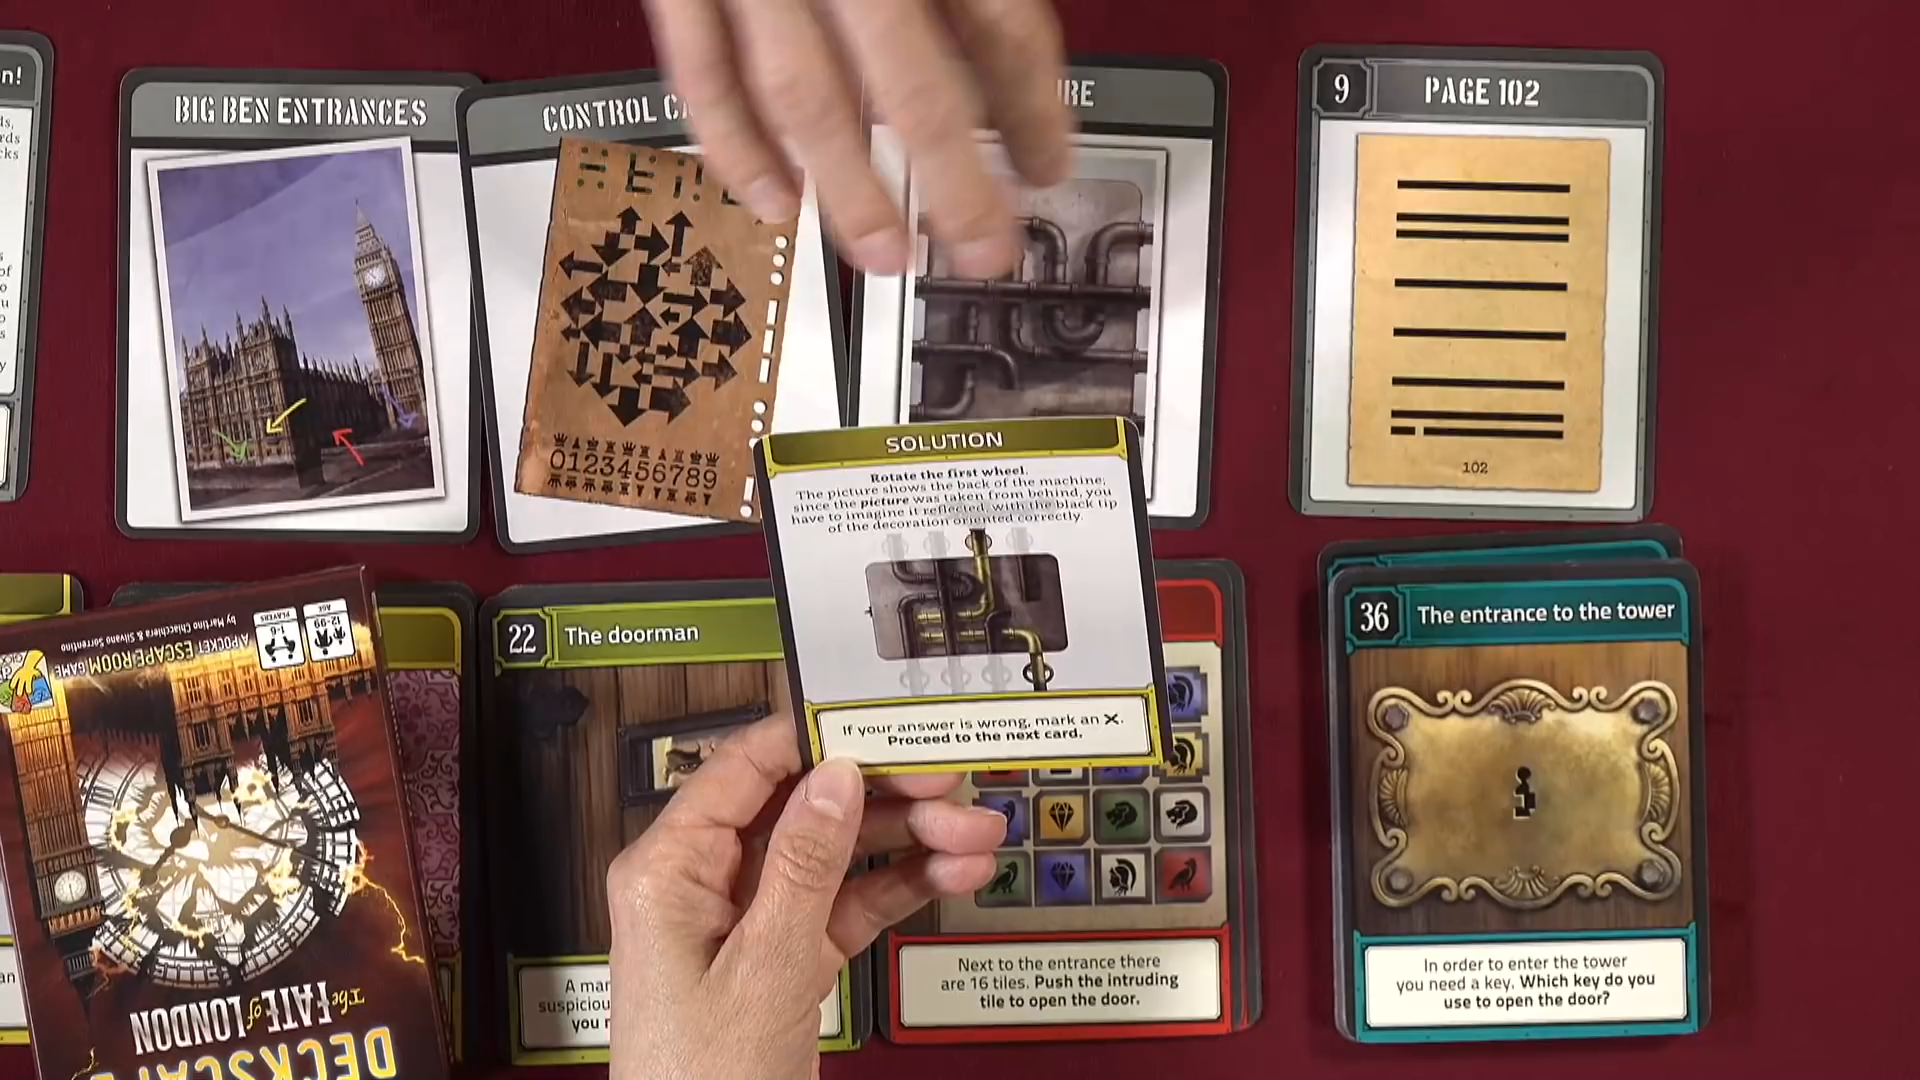 n!
BIG BEN ENTRANCES
CONTROL
0123456789
9
PAGE 102
102
SOLUTION
Rotate the first wheel.
The picture shows the back of the machine;
since the picture was taken from behind, you
have to imagine it reflected, with the black tip
of the decoration oriented correctly.
If your answer is wrong, mark an X.
Proceed to the next card.
22
The doorman
A man
suspicious
36
The entrance to the tower
In order to enter the tower
you need a key. Which key do you
use to open the door?
Next to the entrance there
are 16 tiles. Push the intruding
tile to open the door.
by Martino Chiacchiera & Silvano Sorrentino
A POCKET ESCAPE ROOM GAME
1-6
PLAYERS
12-99
AGE
The FATE of LONDON